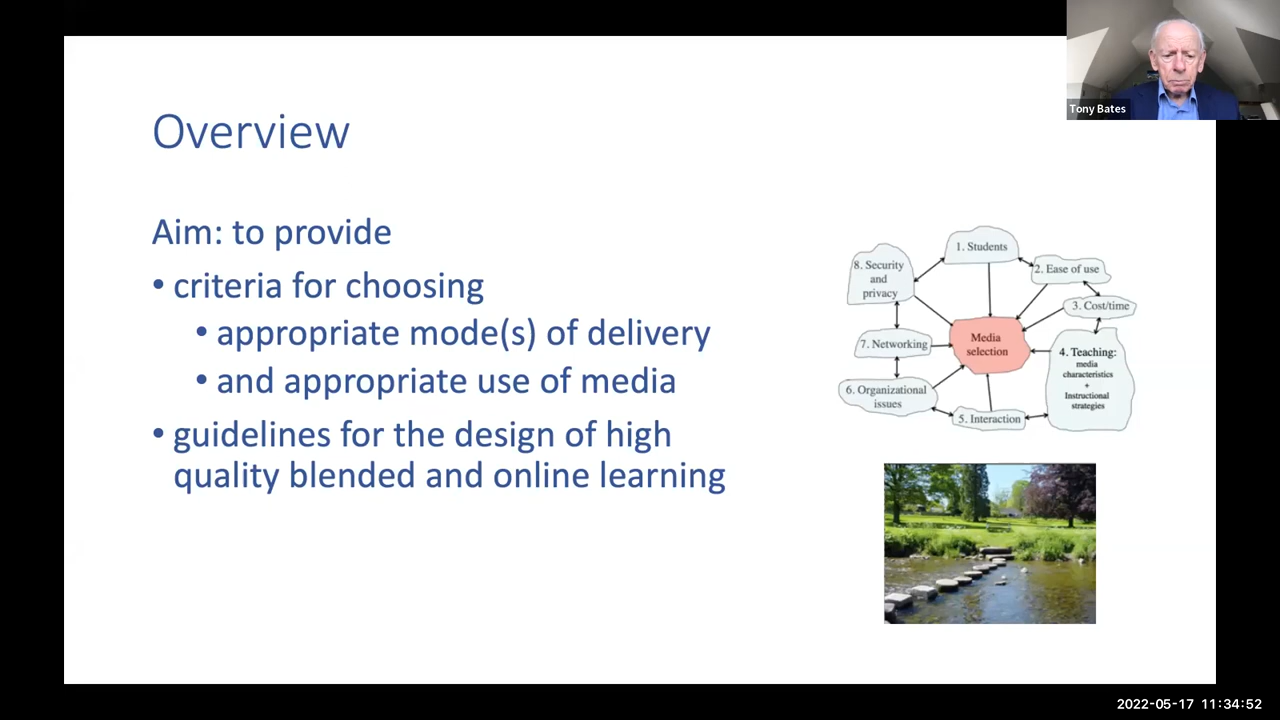 Overview
Aim: to provide
• criteria for choosing
• appropriate mode(s) of delivery
• and appropriate use of media
• guidelines for the design of high
quality blended and online learning
1. Students
2. Ease of use
3. Cost/time
4. Teaching:
media
characteristics
+
Instructional
strategies
5. Interaction
6. Organizational
issues
7. Networking
8. Security
and
privacy
Media
selection
Tony Bates
2022-05-17 11:34:52